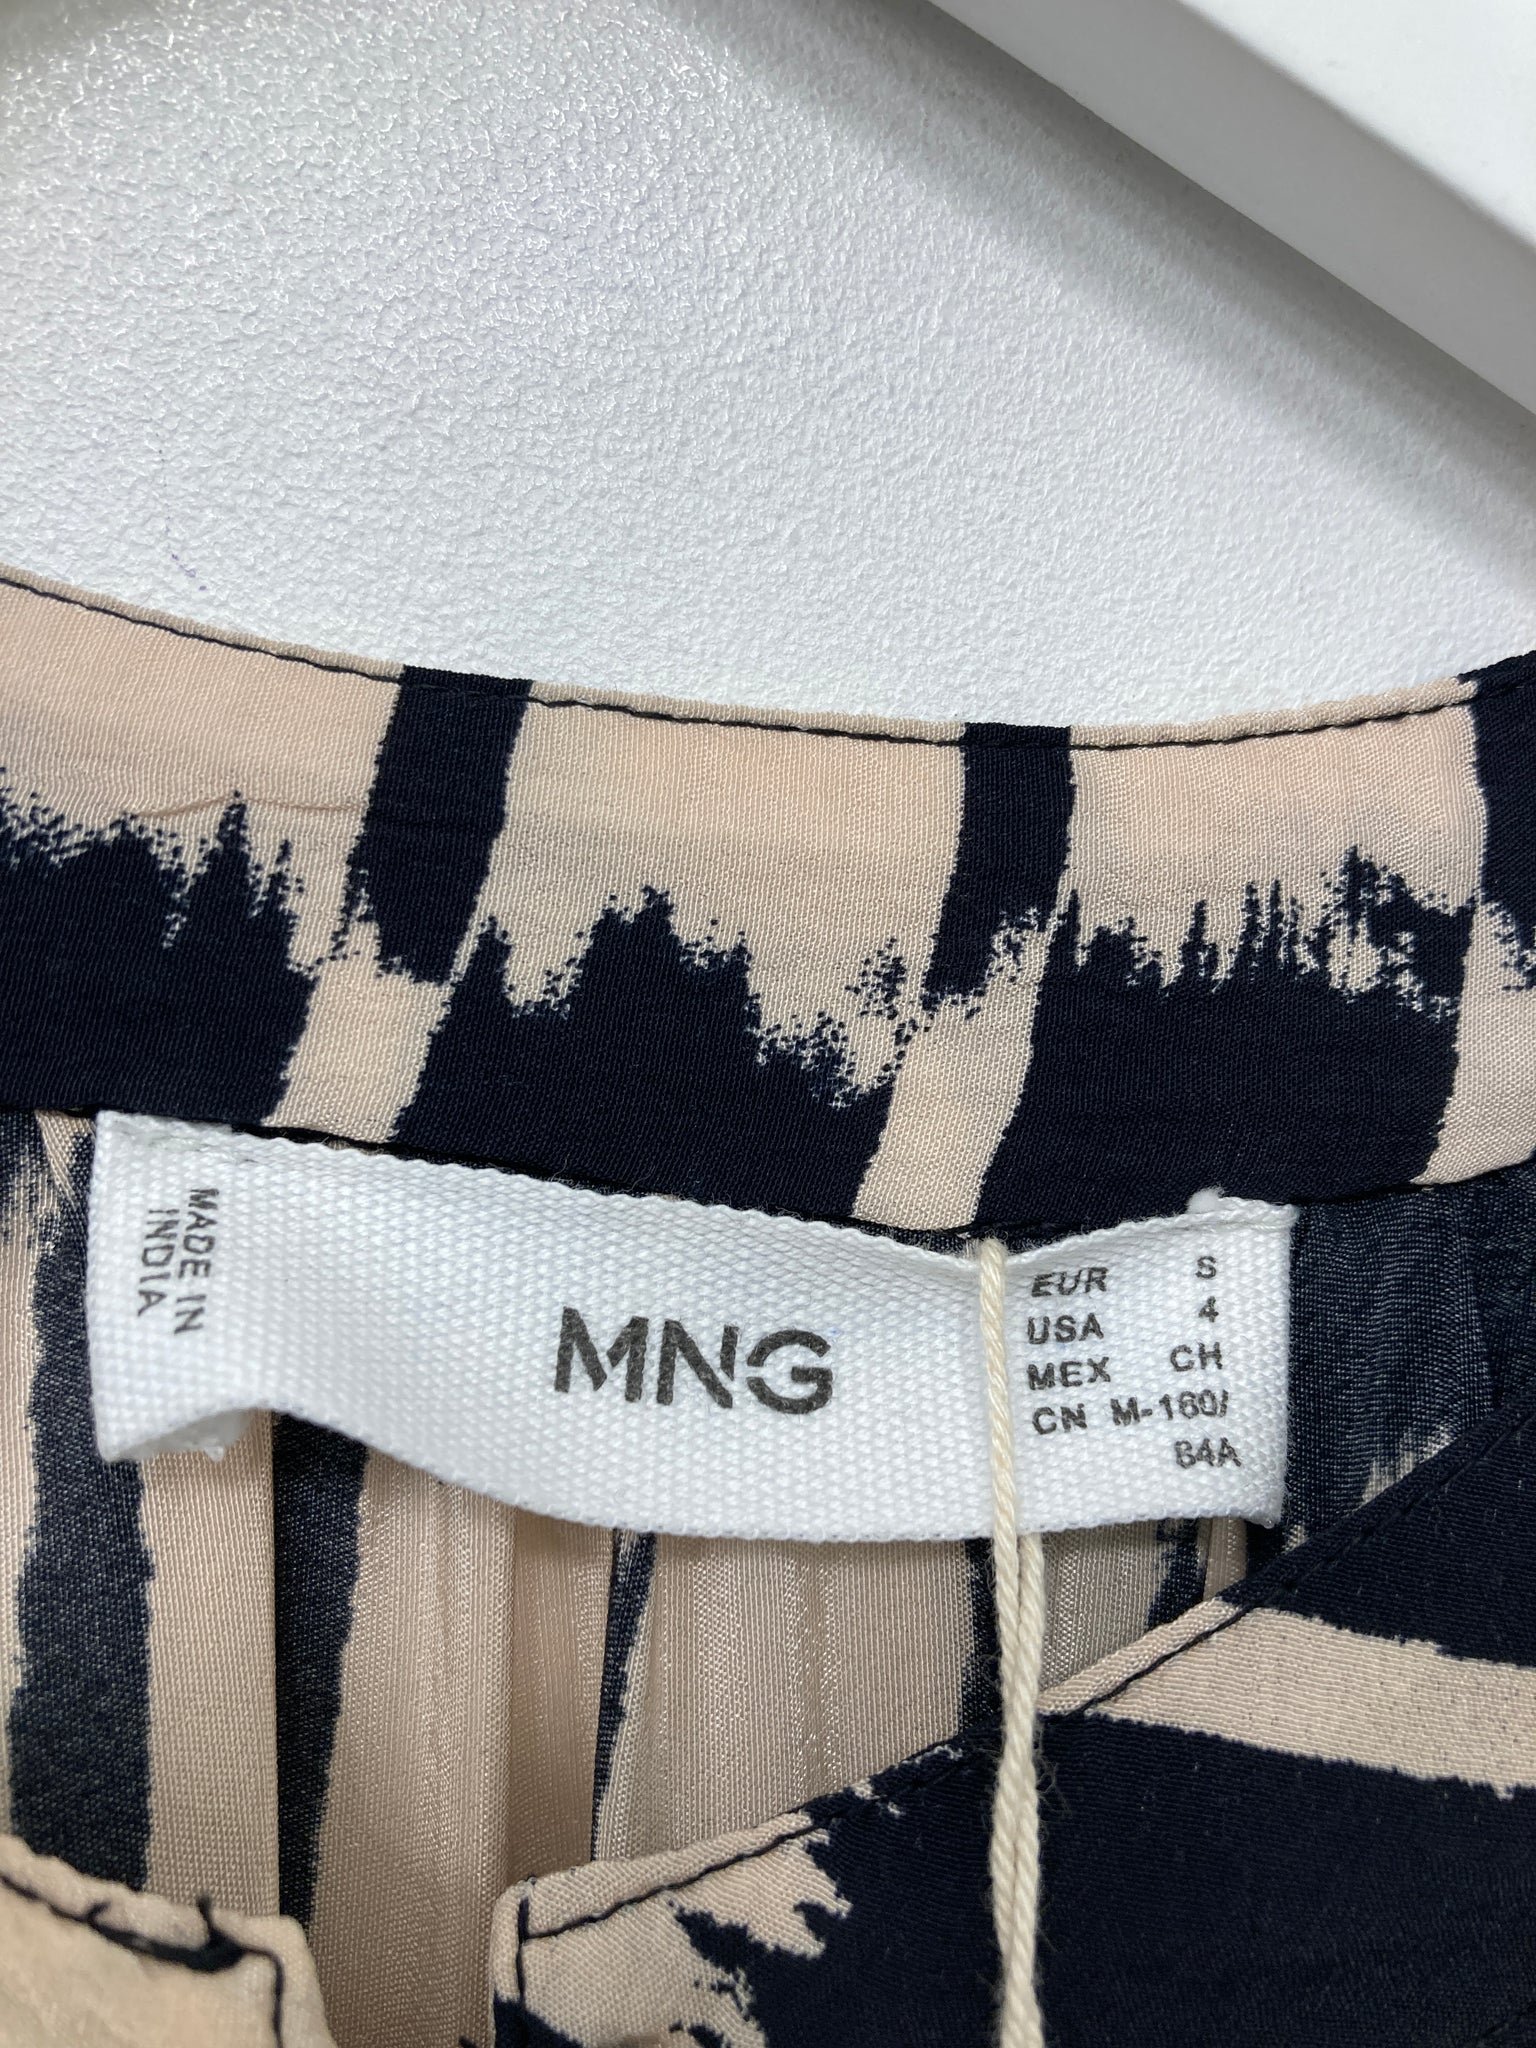 MADE IN
INDIA
MNG
EUR S
USA 4
MEX CH
CN M-160/
84A